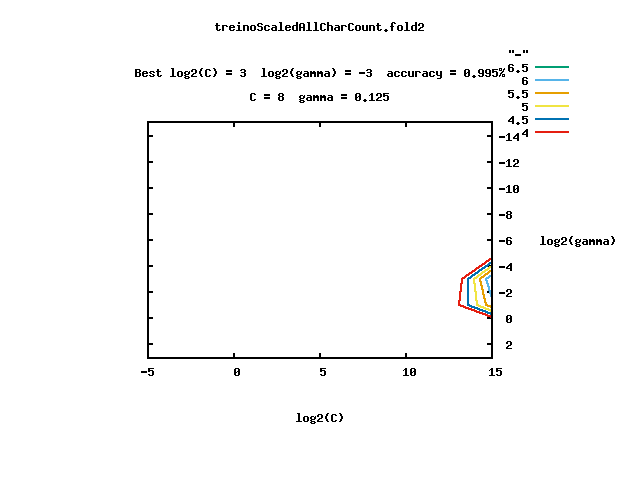 treinoScaledAllCharCount.fold2
"-"
Best log2(C) = 3 log2(gamma) = -3 accuracy = 0.995%
6.5
6
C = 8 gamma = 0.125
5.5
5
4.5
4
-14
-12
-10
-8
-6
log2(gamma)
-4
-2
0
2
-5 0 5 10 15
log2(C)